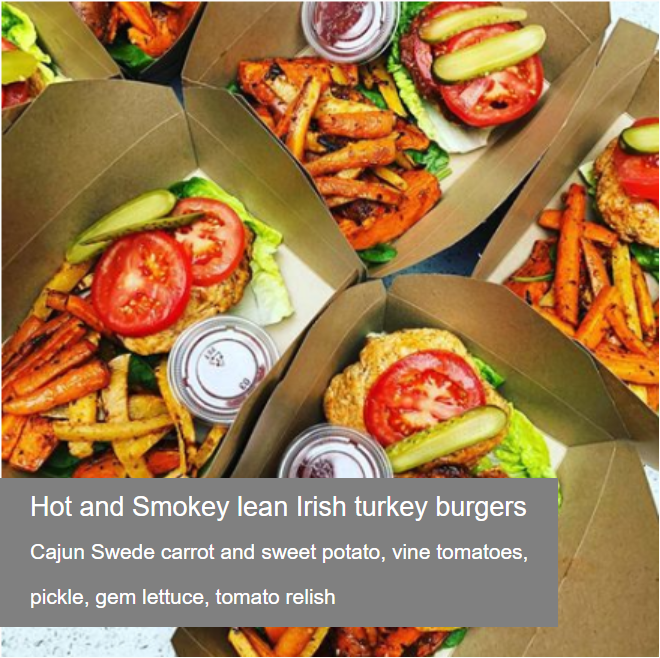 Hot and Smokey lean Irish turkey burgers
Cajun Swede carrot and sweet potato, vine tomatoes,
pickle, gem lettuce, tomato relish